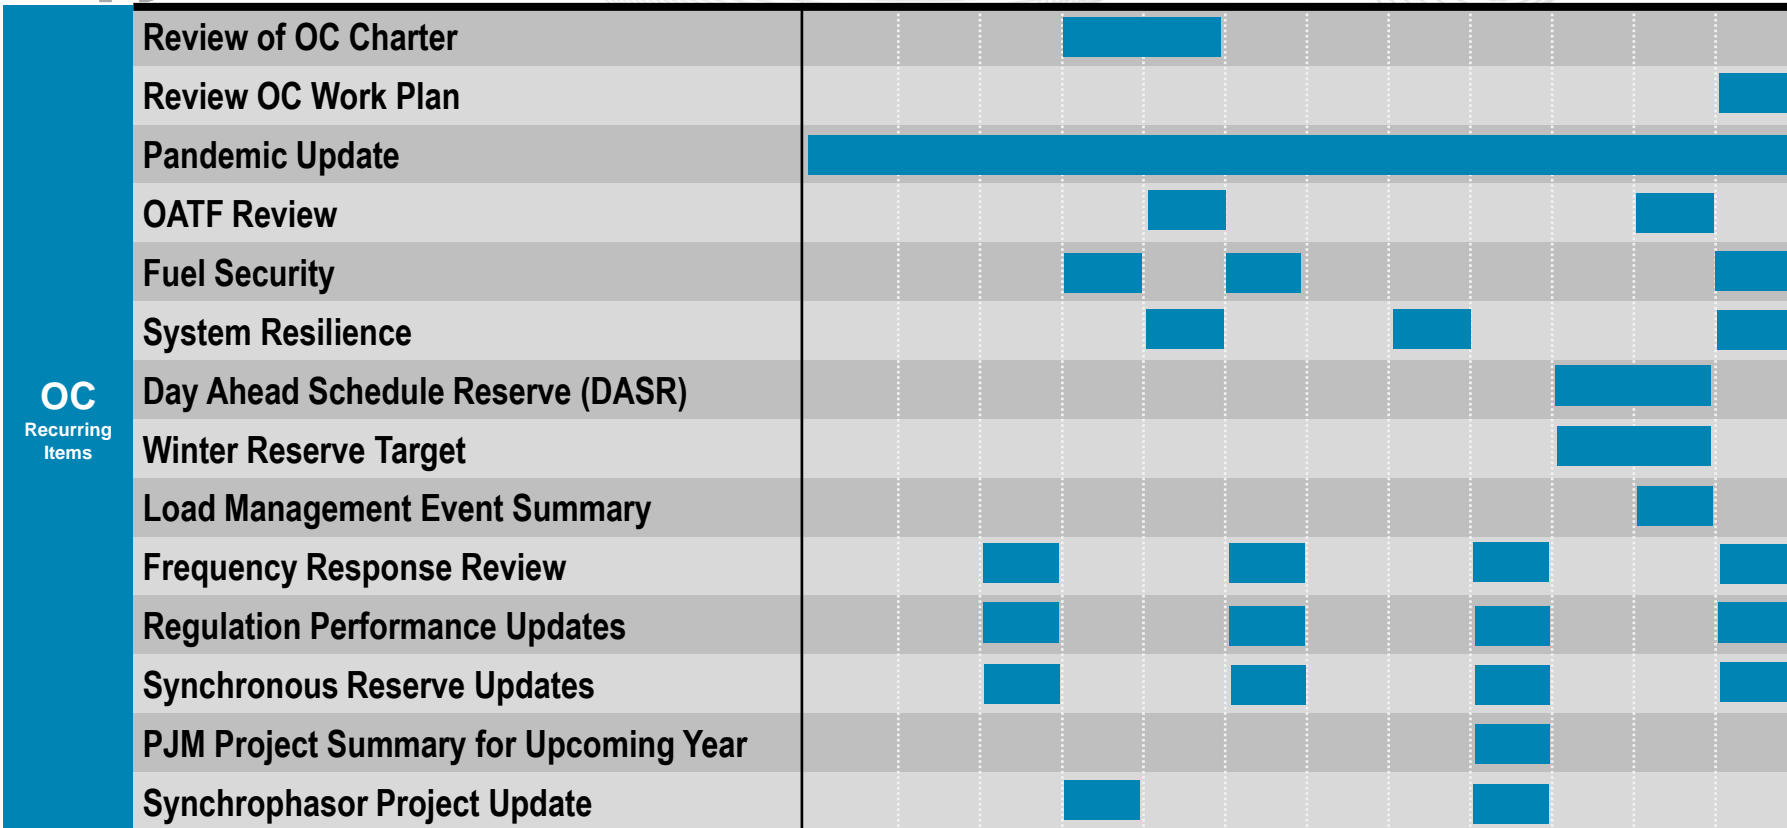 Review of OC Charter
Review OC Work Plan
Pandemic Update
OATF Review
Fuel Security
System Resilience
Day Ahead Schedule Reserve (DASR)
OC
Recurring
Items
Winter Reserve Target
Load Management Event Summary
Frequency Response Review
Regulation Performance Updates
Synchronous Reserve Updates
PJM Project Summary for Upcoming Year
Synchrophasor Project Update